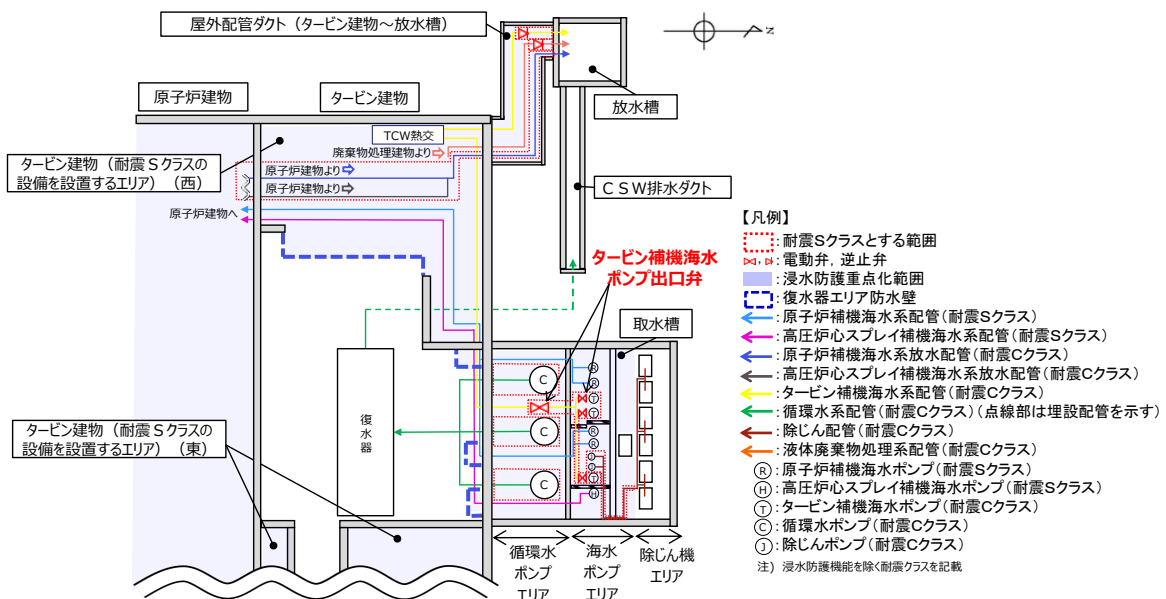 屋外配管ダクト（タービン建物～放水槽）
N
原子炉建物
タービン建物
放水槽
TCW熱交
廃棄物処理建物より
タービン建物（耐震Ｓクラスの
設備を設置するエリア）（西）
原子炉建物より
原子炉建物より
原子炉建物へ
ＣＳＷ排水ダクト
タービン補機海水
ポンプ出口弁
取水槽
復水器
タービン建物（耐震Ｓクラスの
設備を設置するエリア）（東）
C
C
C
R
R
T
T
R
R
J
J
T
H
循環水
ポンプ
エリア
海水
ポンプ
エリア
除じん機
エリア
【凡例】
：耐震Sクラスとする範囲
：電動弁，逆止弁
：浸水防護重点化範囲
：復水器エリア防水壁
：原子炉補機海水系配管（耐震Sクラス）
：高圧炉心スプレイ補機海水系配管（耐震Sクラス）
：原子炉補機海水系放水配管（耐震Cクラス）
：高圧炉心スプレイ補機海水系放水配管（耐震Cクラス）
：タービン補機海水系配管（耐震Cクラス）
：循環水系配管（耐震Cクラス）（点線部は埋設配管を示す）
：除じん配管（耐震Cクラス）
：液体廃棄物処理系配管（耐震Cクラス）
R：原子炉補機海水ポンプ（耐震Sクラス）
H：高圧炉心スプレイ補機海水ポンプ（耐震Sクラス）
T：タービン補機海水ポンプ（耐震Cクラス）
C：循環水ポンプ（耐震Cクラス）
J：除じんポンプ（耐震Cクラス）
注）浸水防護機能を除く耐震クラスを記載